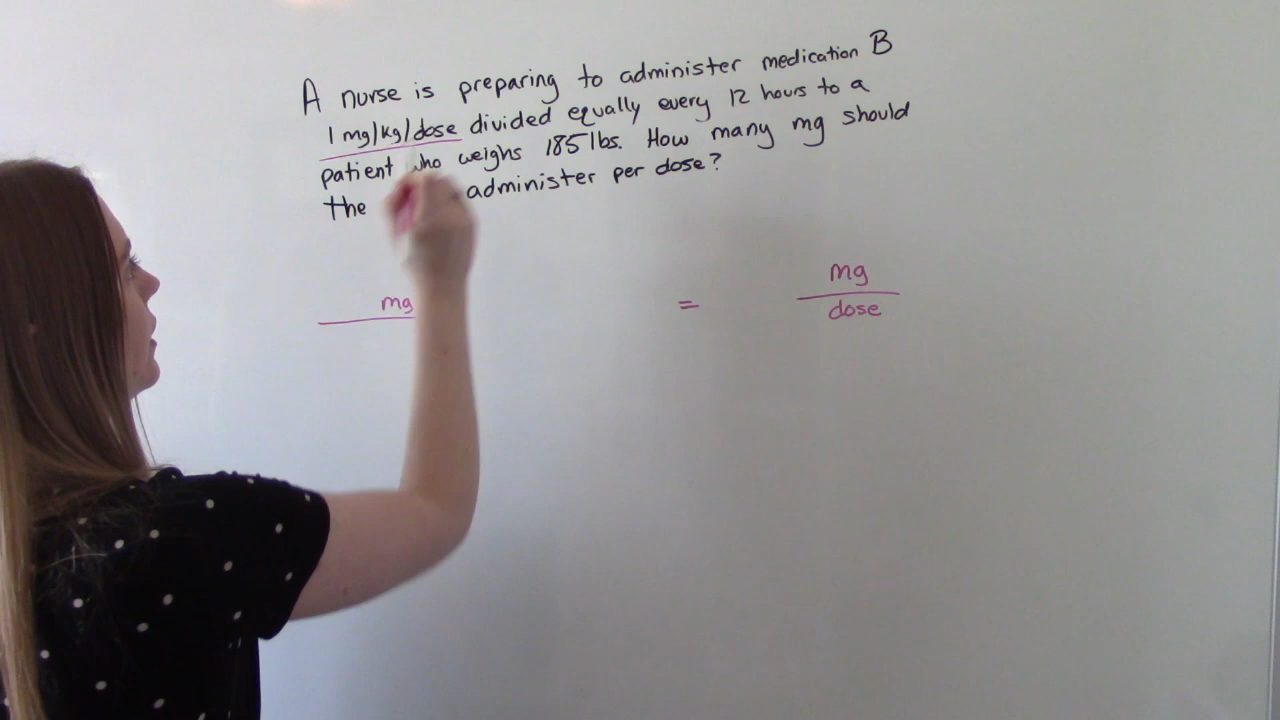 A nurse is preparing to administer medication B
1 mg/kg/dose divided equally every 12 hours to a
patient who weighs 185 lbs. How many mg should
the administer per dose?
mg = mg
dose